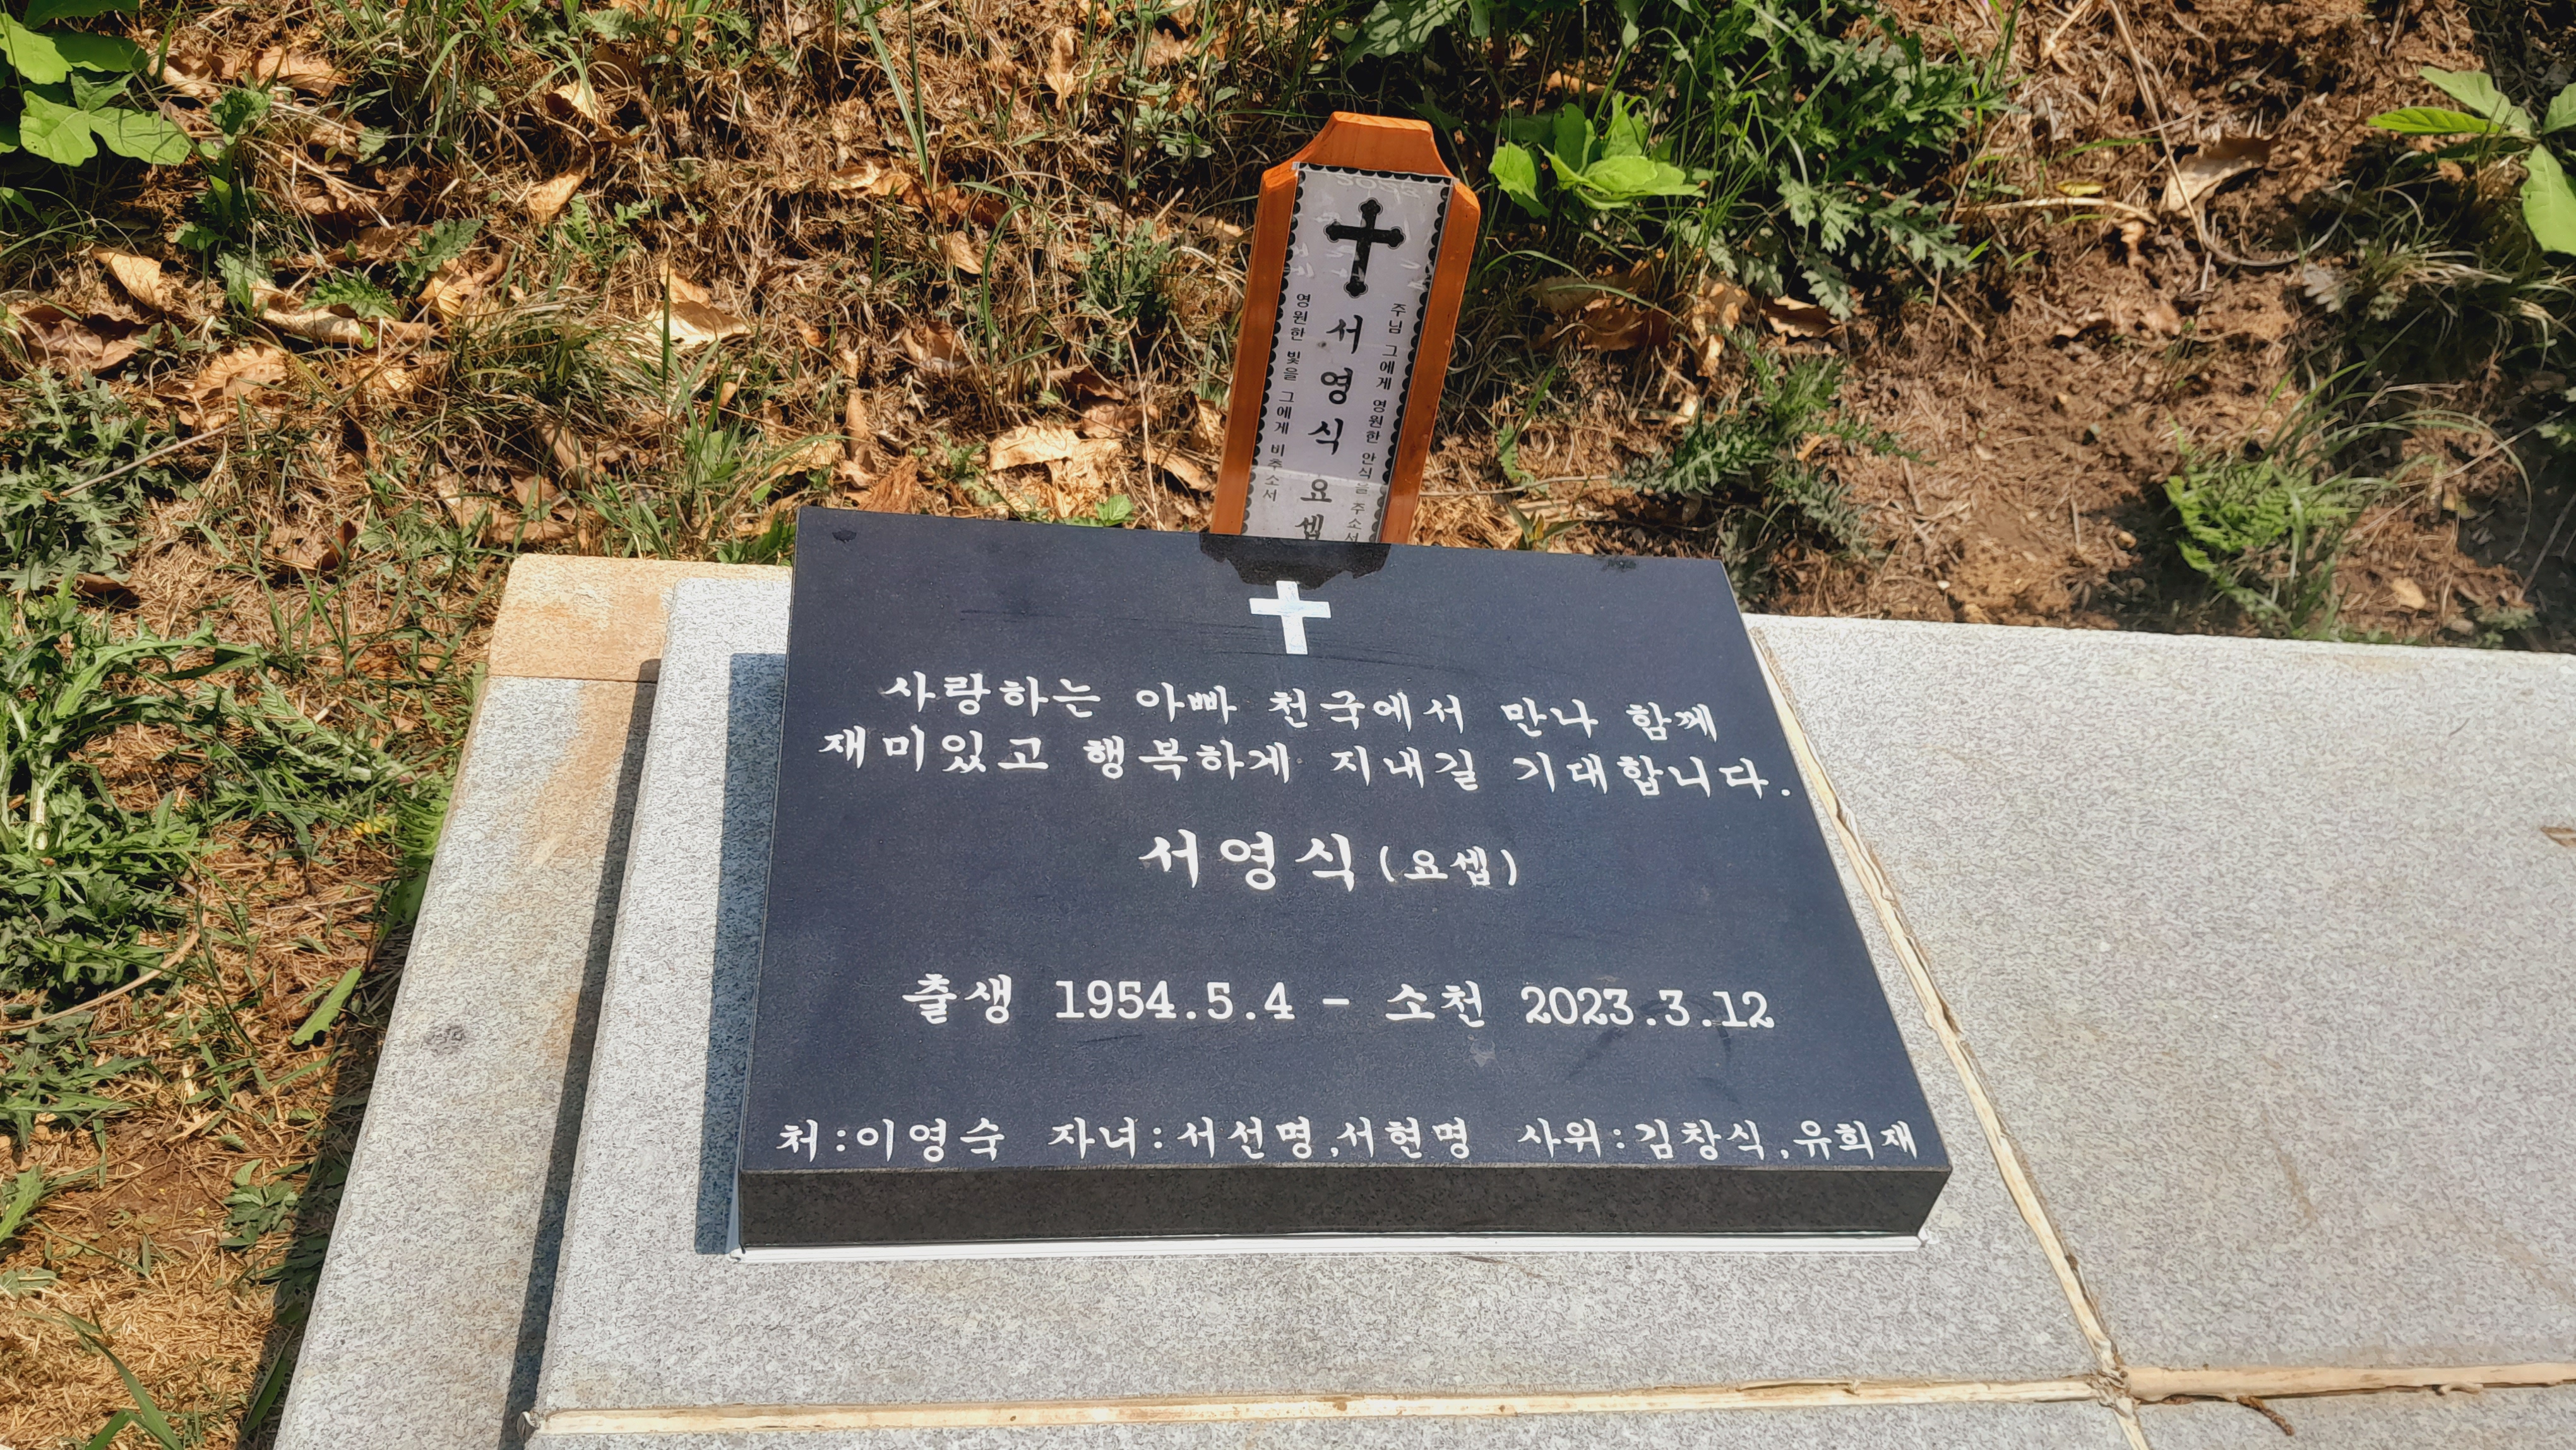 서영식 요셉
주님 그에게 영원한 안식을 주소서
영원한 빛을 그에게 비추소서
사랑하는 아빠 천국에서 만나 함께
재미있고 행복하게 지내길 기대합니다.
서영식(요셉)
출생 1954.5.4 - 소천 2023.3.12
처:이영숙 자녀:서선명,서현명 사위:김창식,유희재